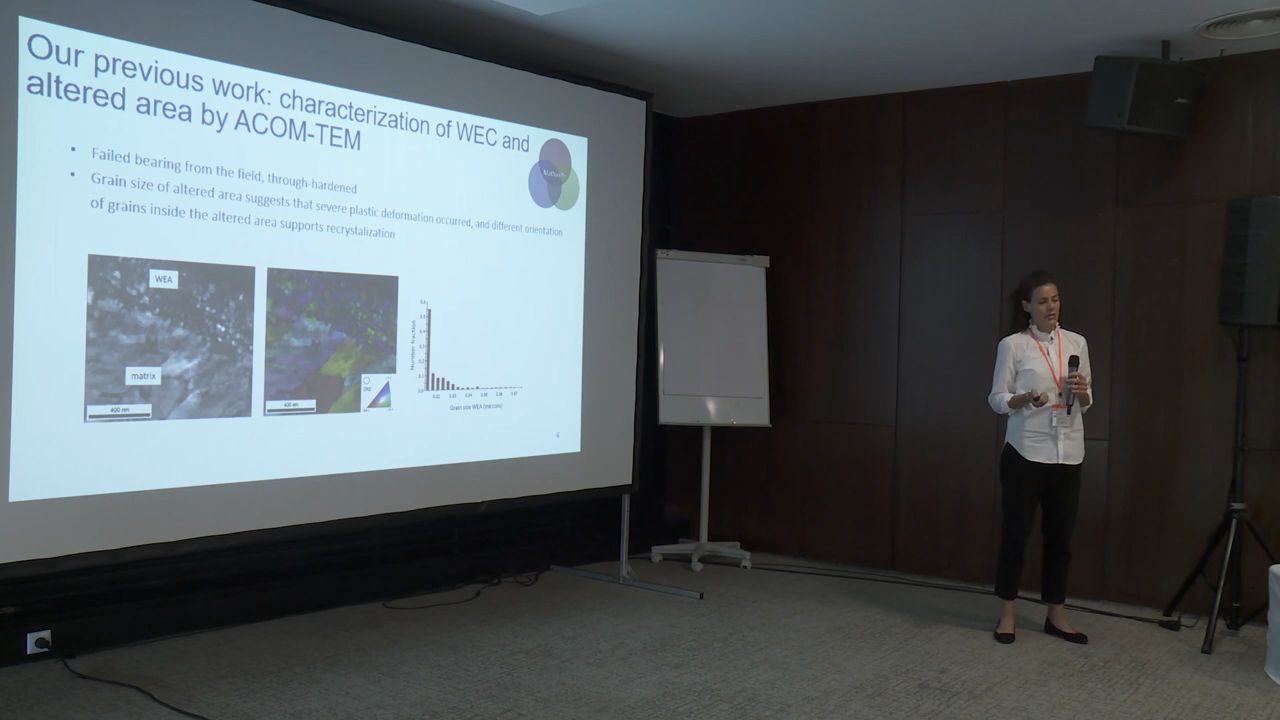 Our previous work: characterization of WEC and
altered area by ACOM-TEM
• Failed bearing from the field, through-hardened
• Grain size of altered area suggests that severe plastic deformation occurred, and different orientation
of grains inside the altered area supports recrystalization
WEA
matrix
400 nm
400 nm
Number fraction
Grain size WEA (microns)
6